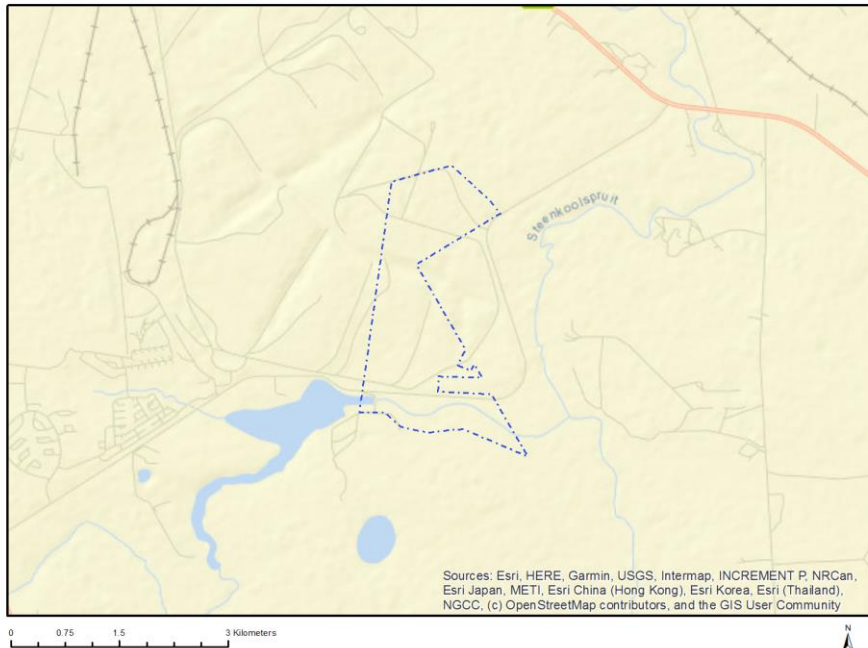 Steenkoolspruit
Sources: Esri, HERE, Garmin, USGS, Intermap, INCREMENT P, NRCan,
Esri Japan, METI, Esri China (Hong Kong), Esri Korea, Esri (Thailand),
NGCC, (c) OpenStreetMap contributors, and the GIS User Community
0 0.75 1.5 3 Kilometers
N